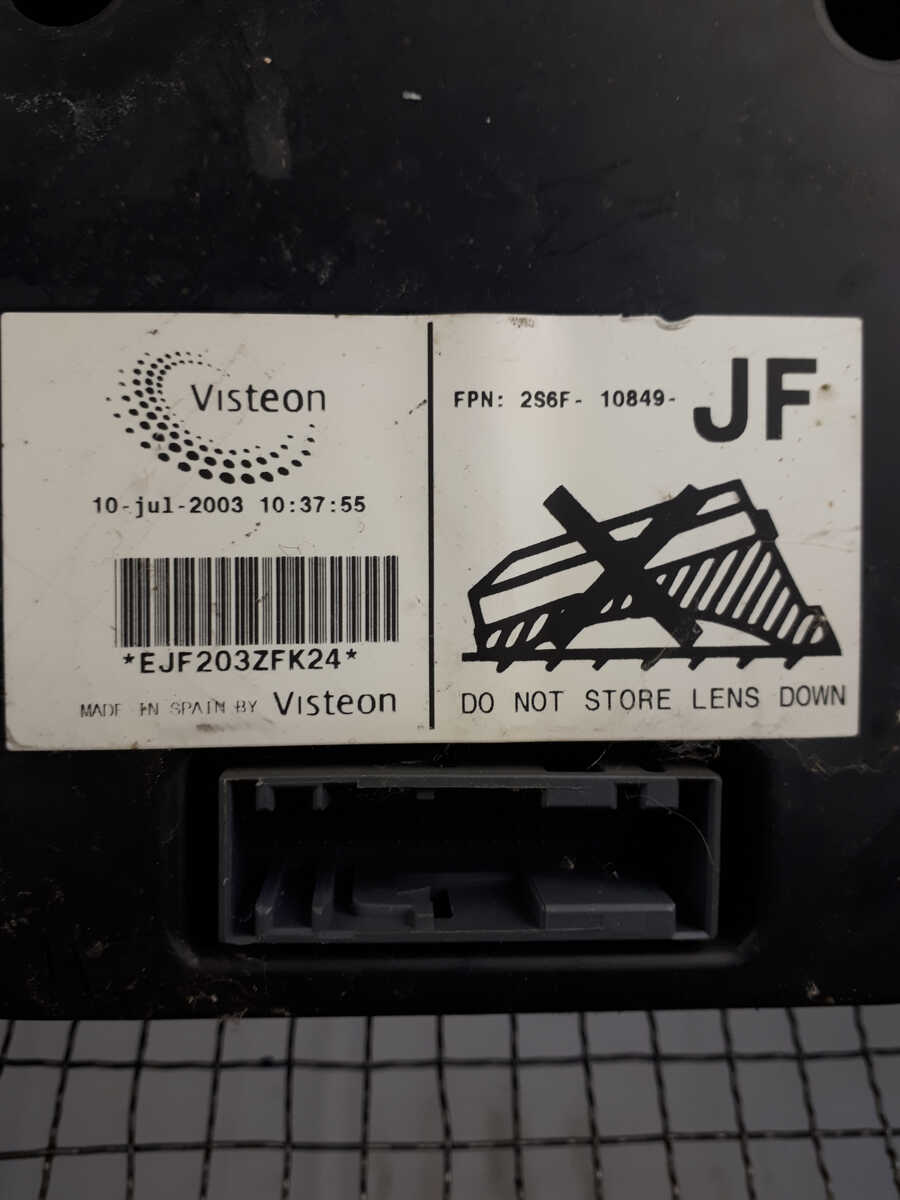 Visteon
10-jul-2003 10:37:55
*EJF203ZFK24*
MADE IN SPAIN BY Visteon
FPN: 2S6F- 10849- JF
DO NOT STORE LENS DOWN